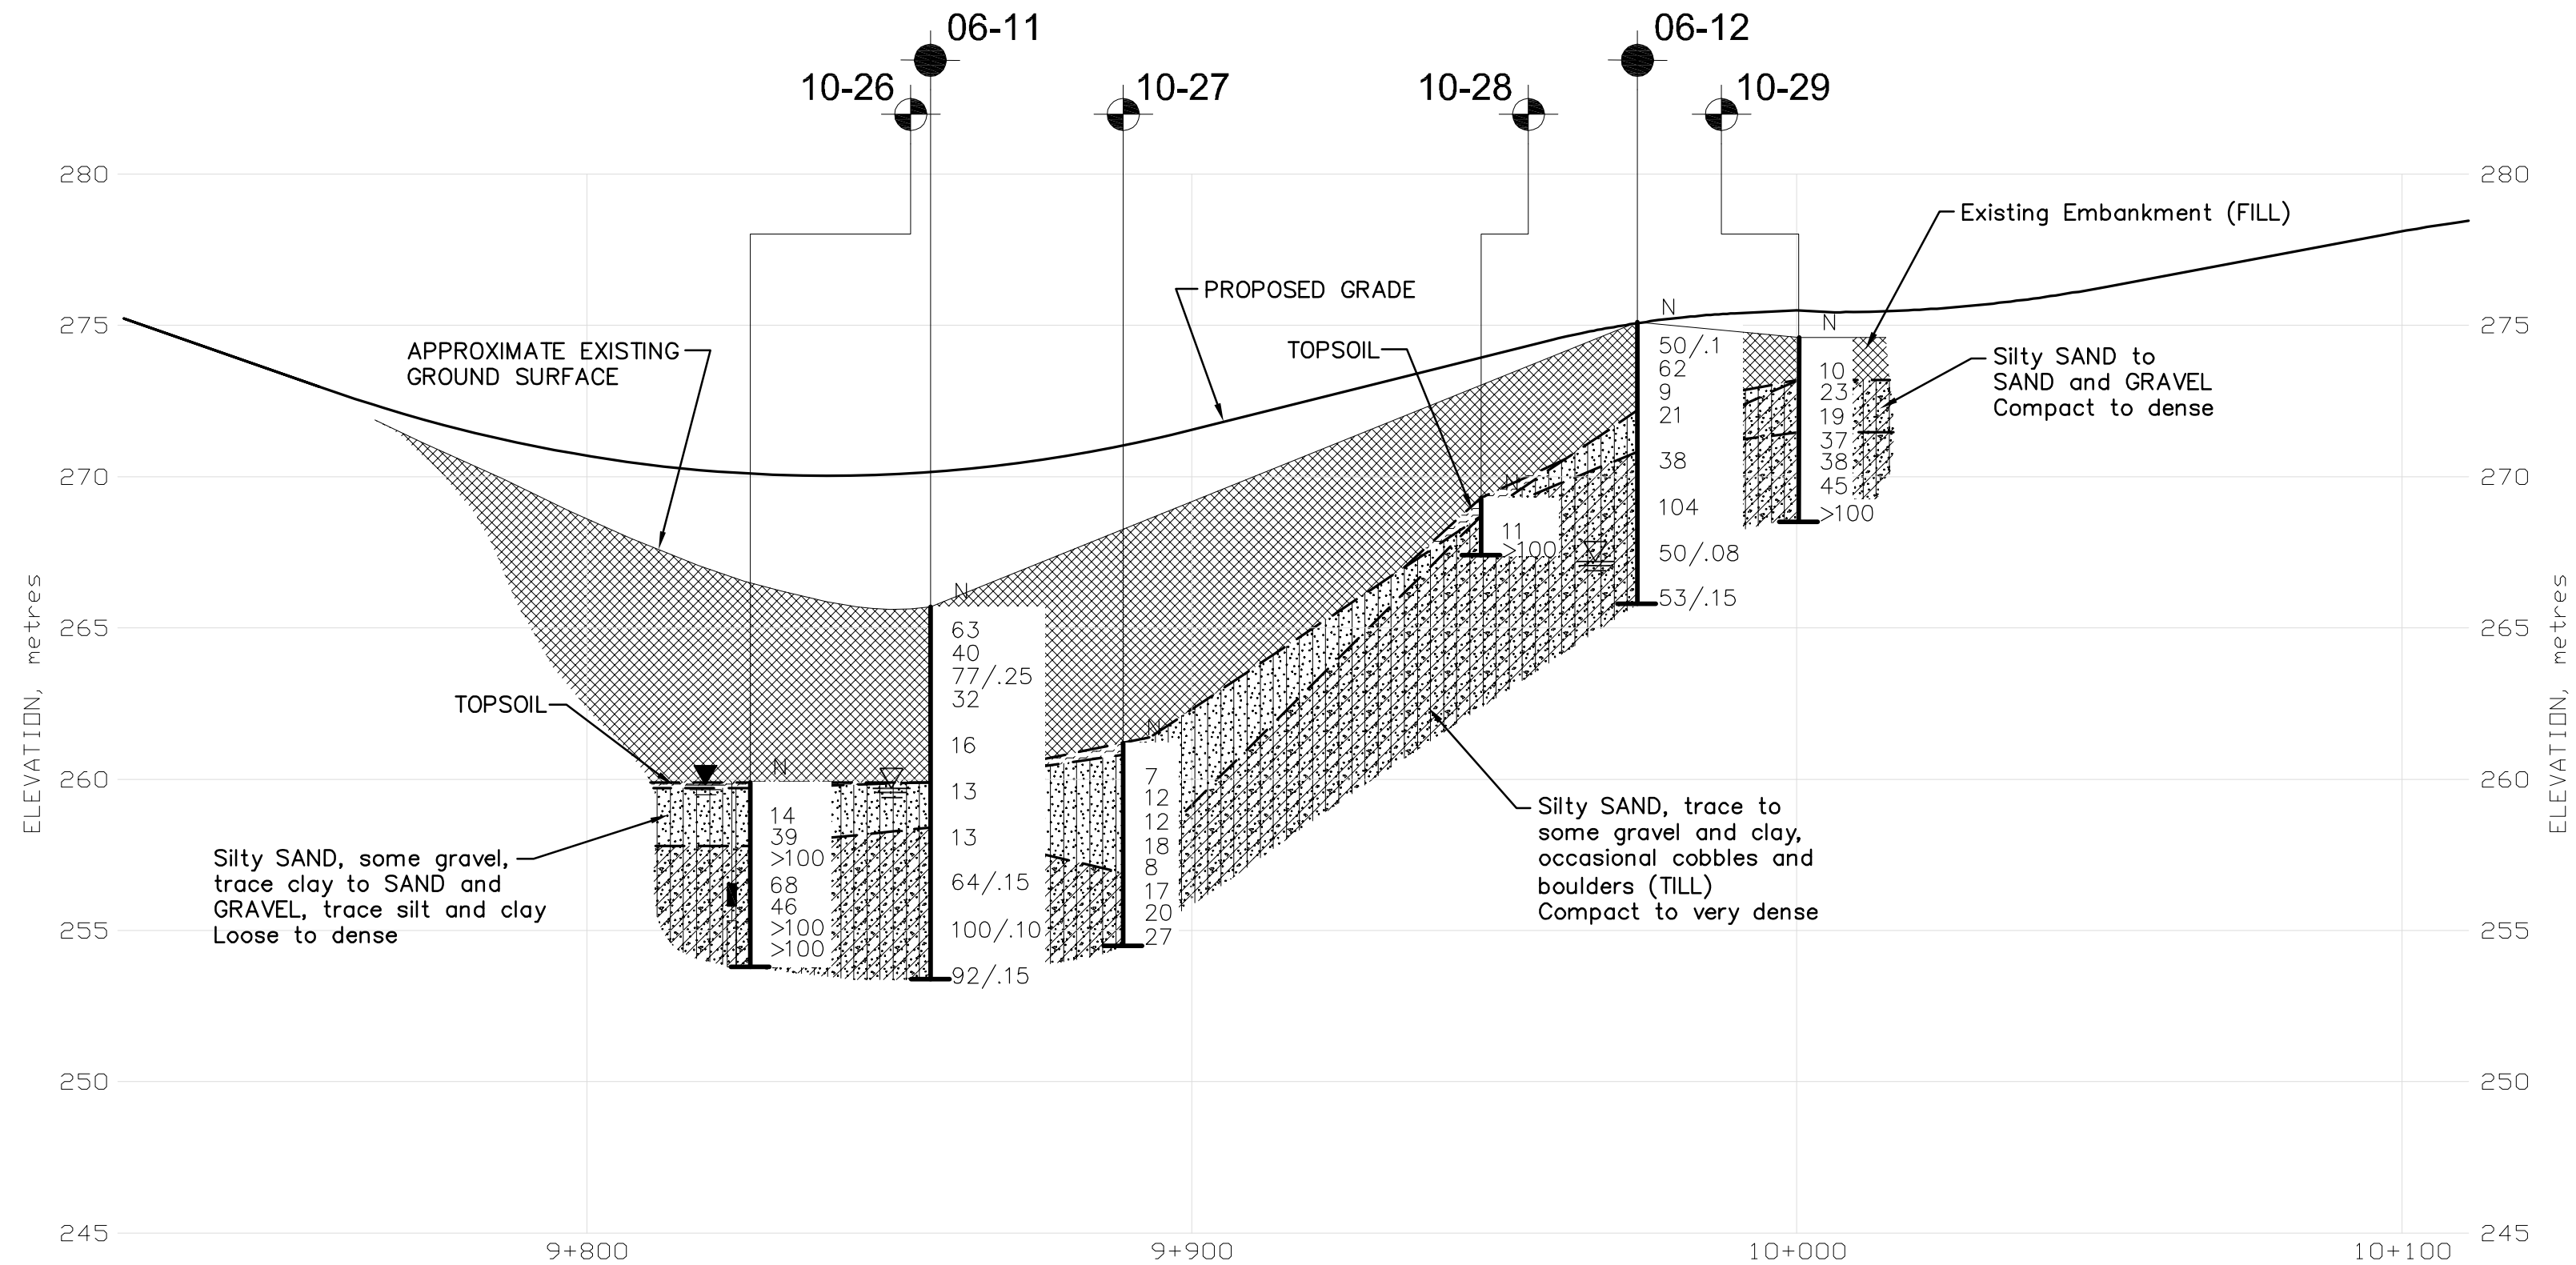 06-11
06-12
10-26
10-27
10-28
10-29
280
280
Existing Embankment (FILL)
PROPOSED GRADE
N
N
275
275
APPROXIMATE EXISTING
GROUND SURFACE
TOPSOIL
50/.1
62
9
21
38
104
50/.08
53/.15
10
23
19
37
38
45
>100
Silty SAND to
SAND and GRAVEL
Compact to dense
270
270
N
11
>100
ELEVATION, metres
ELEVATION, metres
265
265
N
63
40
77/.25
32
16
13
13
64/.15
100/.10
92/.15
TOPSOIL
N
7
12
12
18
8
17
20
27
260
260
N
14
39
>100
68
46
>100
>100
Silty SAND, some gravel,
trace clay to SAND and
GRAVEL, trace silt and clay
Loose to dense
Silty SAND, trace to
some gravel and clay,
occasional cobbles and
boulders (TILL)
Compact to very dense
255
255
250
250
245
245
9+800
9+900
10+000
10+100